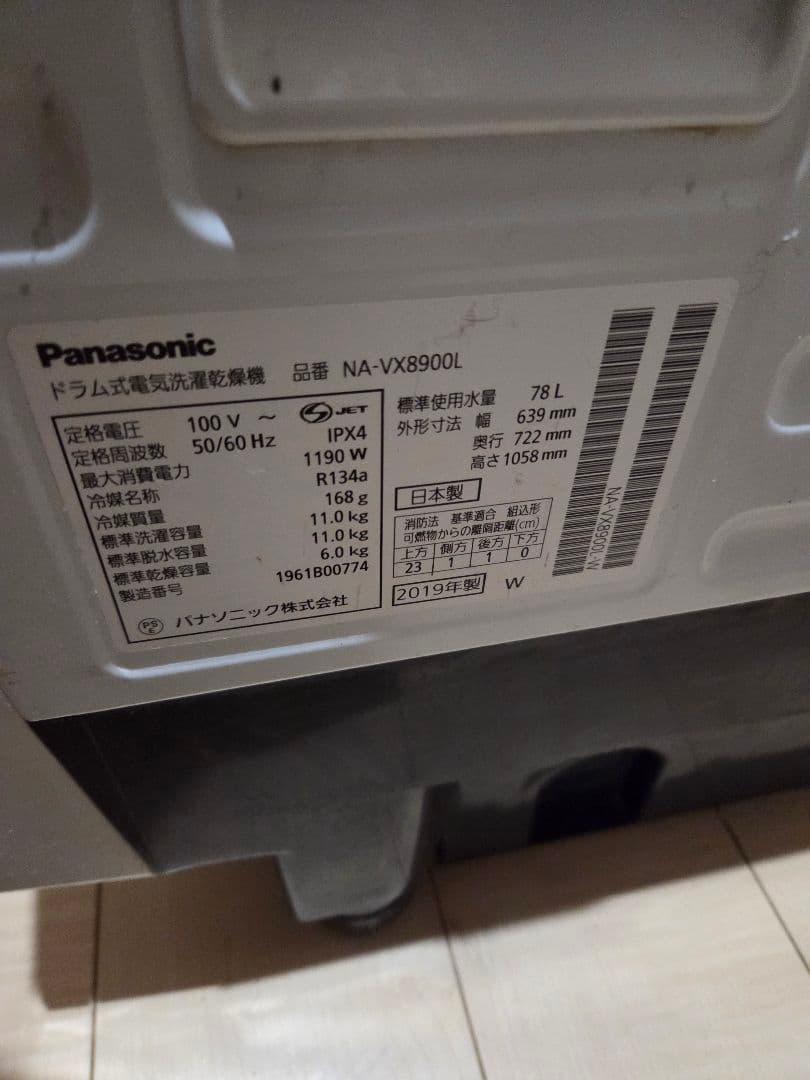 Panasonic
ドラム式電気洗濯乾燥機 品番 NA-VX8900L
定格電圧 100 V ～ JET
定格周波数 50/60 Hz IPX4
最大消費電力 1190 W
冷媒名称 R134a
冷媒質量 168 g
標準洗濯容量 11.0 kg
標準脱水容量 11.0 kg
標準乾燥容量 6.0 kg
製造番号 1961B00774
PS E パナソニック株式会社
標準使用水量 78 L
外形寸法 幅 639 mm
奥行 722 mm
高さ 1058 mm
日本製
消防法 基準適合 組込形
可燃物からの離隔距離(cm)
上方 側方 後方 下方
23 1 1 0
2019年製 W
NA-VX8900L-W